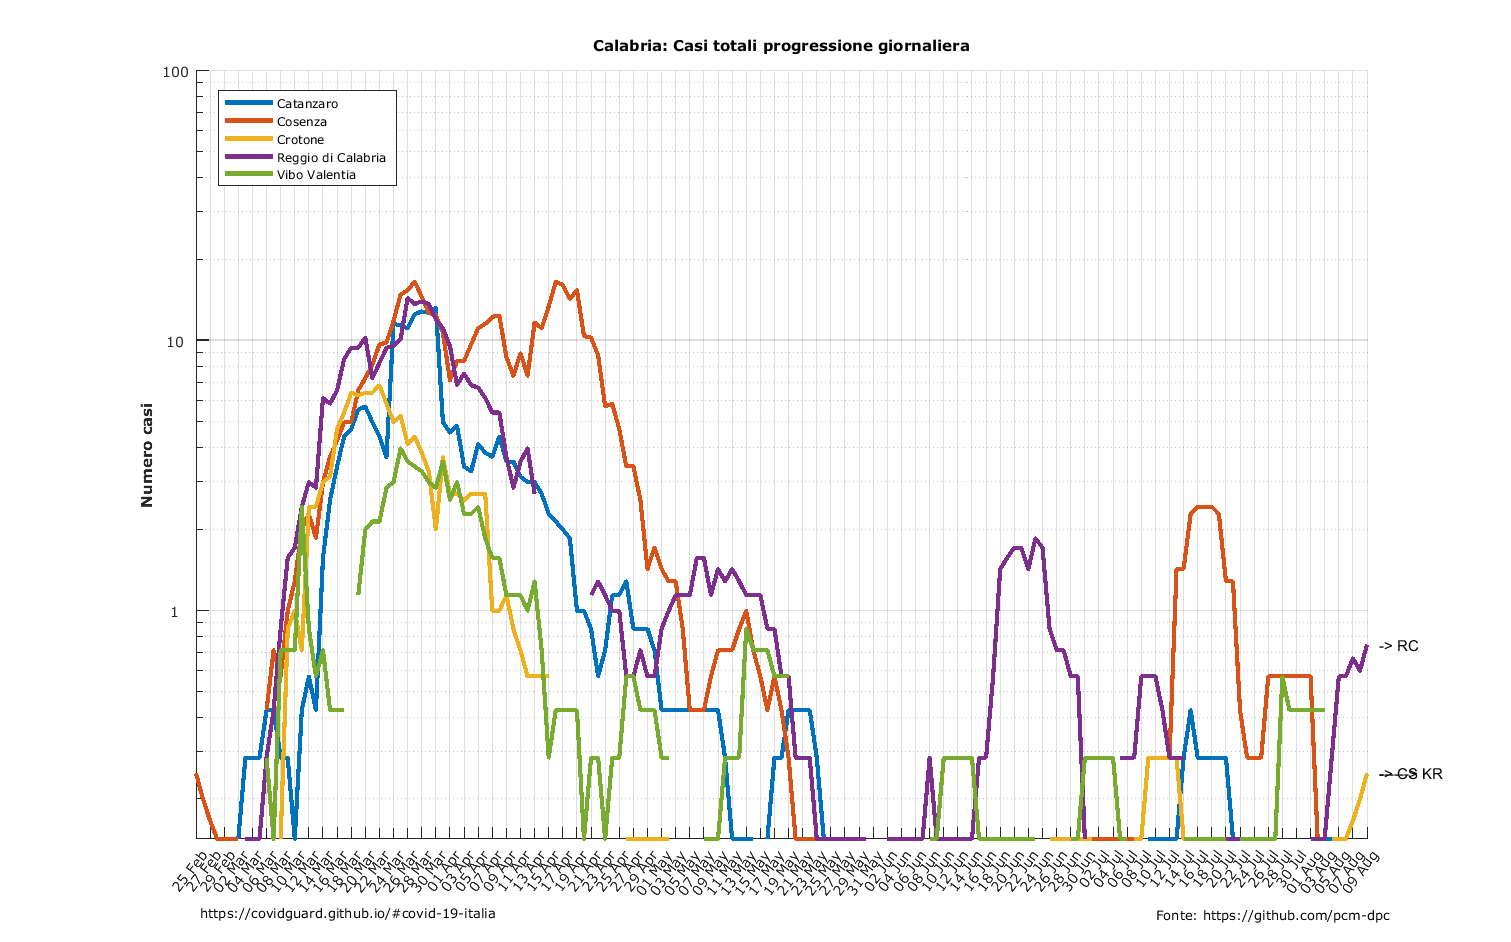 Calabria: Casi totali progressione giornaliera
100
10
1
Numero casi
Catanzaro
Cosenza
Crotone
Reggio di Calabria
Vibo Valentia
-> RC
KR
25 Feb
27 Feb
29 Feb
02 Mar
04 Mar
06 Mar
08 Mar
10 Mar
12 Mar
14 Mar
16 Mar
18 Mar
20 Mar
22 Mar
24 Mar
26 Mar
28 Mar
30 Mar
01 Apr
03 Apr
05 Apr
07 Apr
09 Apr
11 Apr
13 Apr
15 Apr
17 Apr
19 Apr
21 Apr
23 Apr
25 Apr
27 Apr
29 Apr
01 May
03 May
05 May
07 May
09 May
11 May
13 May
15 May
17 May
19 May
21 May
23 May
25 May
27 May
29 May
31 May
02 Jun
04 Jun
06 Jun
08 Jun
10 Jun
12 Jun
14 Jun
16 Jun
18 Jun
20 Jun
22 Jun
24 Jun
26 Jun
28 Jun
30 Jun
02 Jul
04 Jul
06 Jul
08 Jul
10 Jul
12 Jul
14 Jul
16 Jul
18 Jul
20 Jul
22 Jul
24 Jul
26 Jul
28 Jul
30 Jul
01 Aug
03 Aug
05 Aug
07 Aug
09 Aug
https://covidguard.github.io/#covid-19-italia
Fonte: https://github.com/pcm-dpc